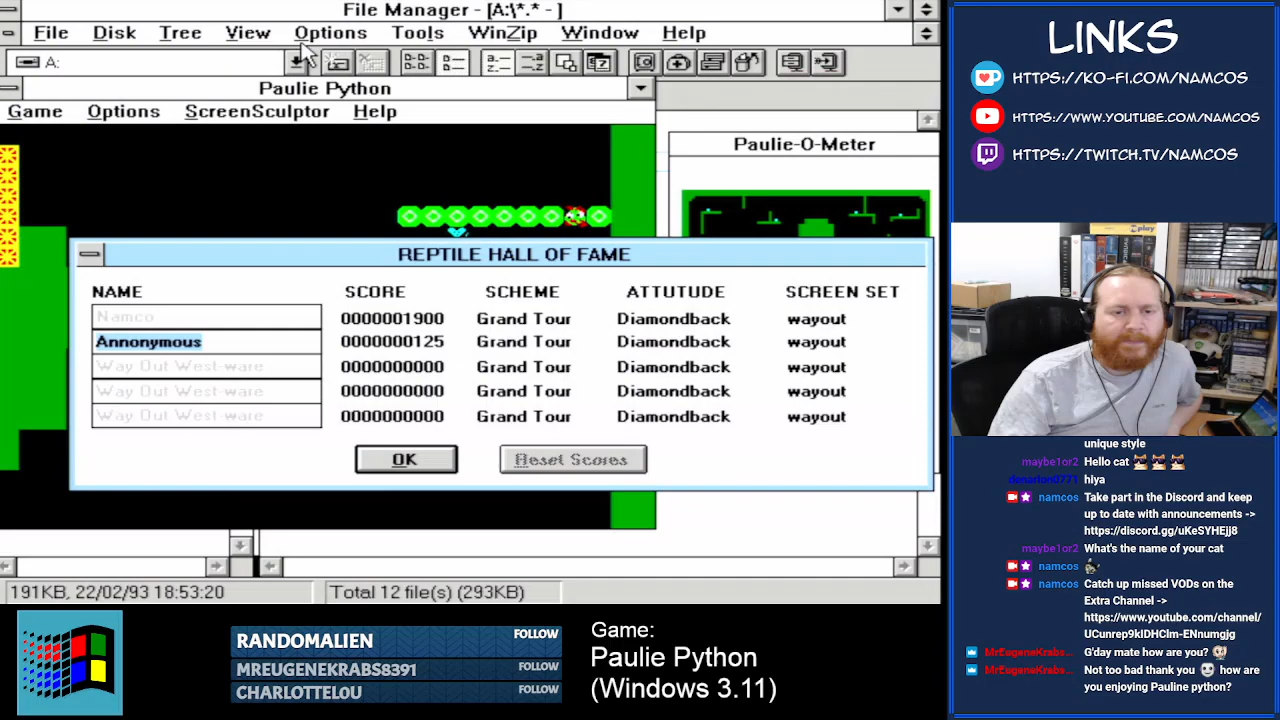 File Manager - [A:\*.* - ]
File Disk Tree View Options Tools WinZip Window Help
A:
Paulie Python
Game Options ScreenSculptor Help
Paulie-O-Meter
REPTILE HALL OF FAME
NAME SCORE SCHEME ATTUTUDE SCREEN SET
Namco 0000001900 Grand Tour Diamondback wayout
Annonymous 0000000125 Grand Tour Diamondback wayout
Way Out West-ware 0000000000 Grand Tour Diamondback wayout
Way Out West-ware 0000000000 Grand Tour Diamondback wayout
Way Out West-ware 0000000000 Grand Tour Diamondback wayout
OK Reset Scores
191KB, 22/02/93 18:53:20 Total 12 file(s) (293KB)
RANDOMALIEN FOLLOW
MREUGENEKRABS8391 FOLLOW
CHARLOTTELOU FOLLOW
Game:
Paulie Python
(Windows 3.11)
LINKS
HTTPS://KO-FI.COM/NAMCOS
HTTPS://WWW.YOUTUBE.COM/NAMCOS
HTTPS://TWITCH.TV/NAMCOS
unique style
maybe1or2 Hello cat
denarion0771 hiya
namcos Take part in the Discord and keep
up to date with announcements ->
https://discord.gg/uKeSYHEjj8
maybe1or2 What's the name of your cat
namcos
namcos Catch up missed VODs on the
Extra Channel ->
https://www.youtube.com/channel/
UCunrep9kIDHClm-ENnumgjg
MrEugeneKrabs... G'day mate how are you?
MrEugeneKrabs... Not too bad thank you how are
you enjoying Pauline python?